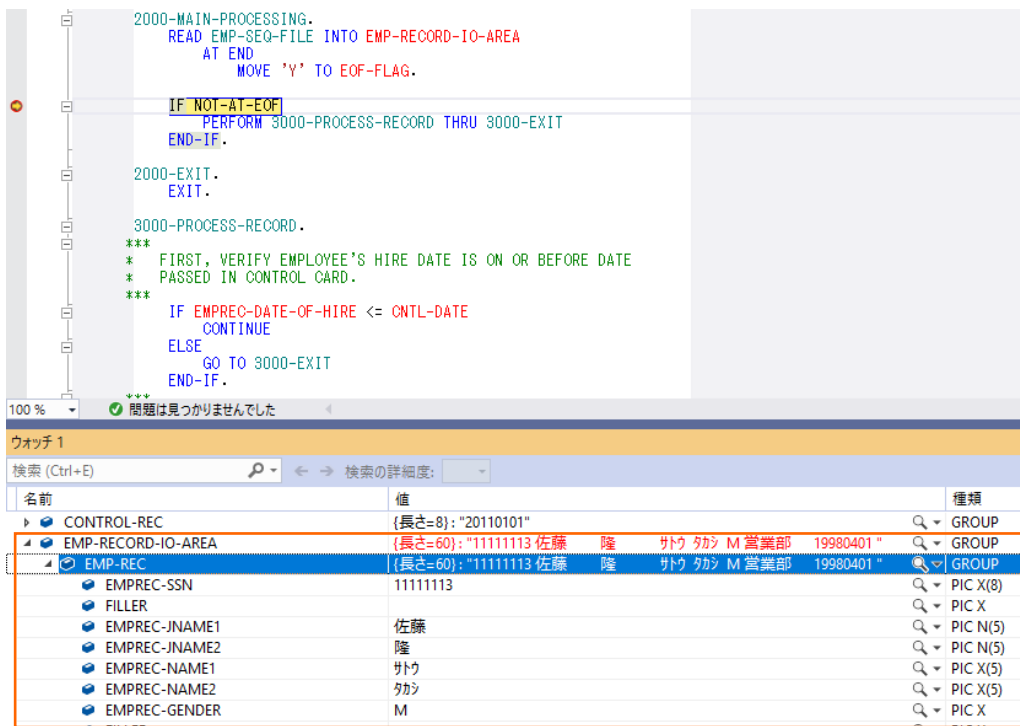 2000-MAIN-PROCESSING.
READ EMP-SEQ-FILE INTO EMP-RECORD-IO-AREA
AT END
MOVE 'Y' TO EOF-FLAG.
IF NOT-AT-EOF
PERFORM 3000-PROCESS-RECORD THRU 3000-EXIT
END-IF.
2000-EXIT.
EXIT.
3000-PROCESS-RECORD.
***
* FIRST, VERIFY EMPLOYEE'S HIRE DATE IS ON OR BEFORE DATE
* PASSED IN CONTROL CARD.
***
IF EMPREC-DATE-OF-HIRE <= CNTL-DATE
CONTINUE
ELSE
GO TO 3000-EXIT
END-IF.
***
100 % 問題は見つかりませんでした
ウォッチ 1
検索 (Ctrl+E) 検索の詳細度:
名前 値 種類
CONTROL-REC {長さ=8} : "20110101" GROUP
EMP-RECORD-IO-AREA {長さ=60} : "11111113 佐藤 隆 ｻﾄｳ ﾀｶｼ M 営業部 19980401 " GROUP
EMP-REC {長さ=60} : "11111113 佐藤 隆 ｻﾄｳ ﾀｶｼ M 営業部 19980401 " GROUP
EMPREC-SSN 11111113 PIC X(8)
FILLER PIC X
EMPREC-JNAME1 佐藤 PIC N(5)
EMPREC-JNAME2 隆 PIC N(5)
EMPREC-NAME1 ｻﾄｳ PIC X(5)
EMPREC-NAME2 ﾀｶｼ PIC X(5)
EMPREC-GENDER M PIC X